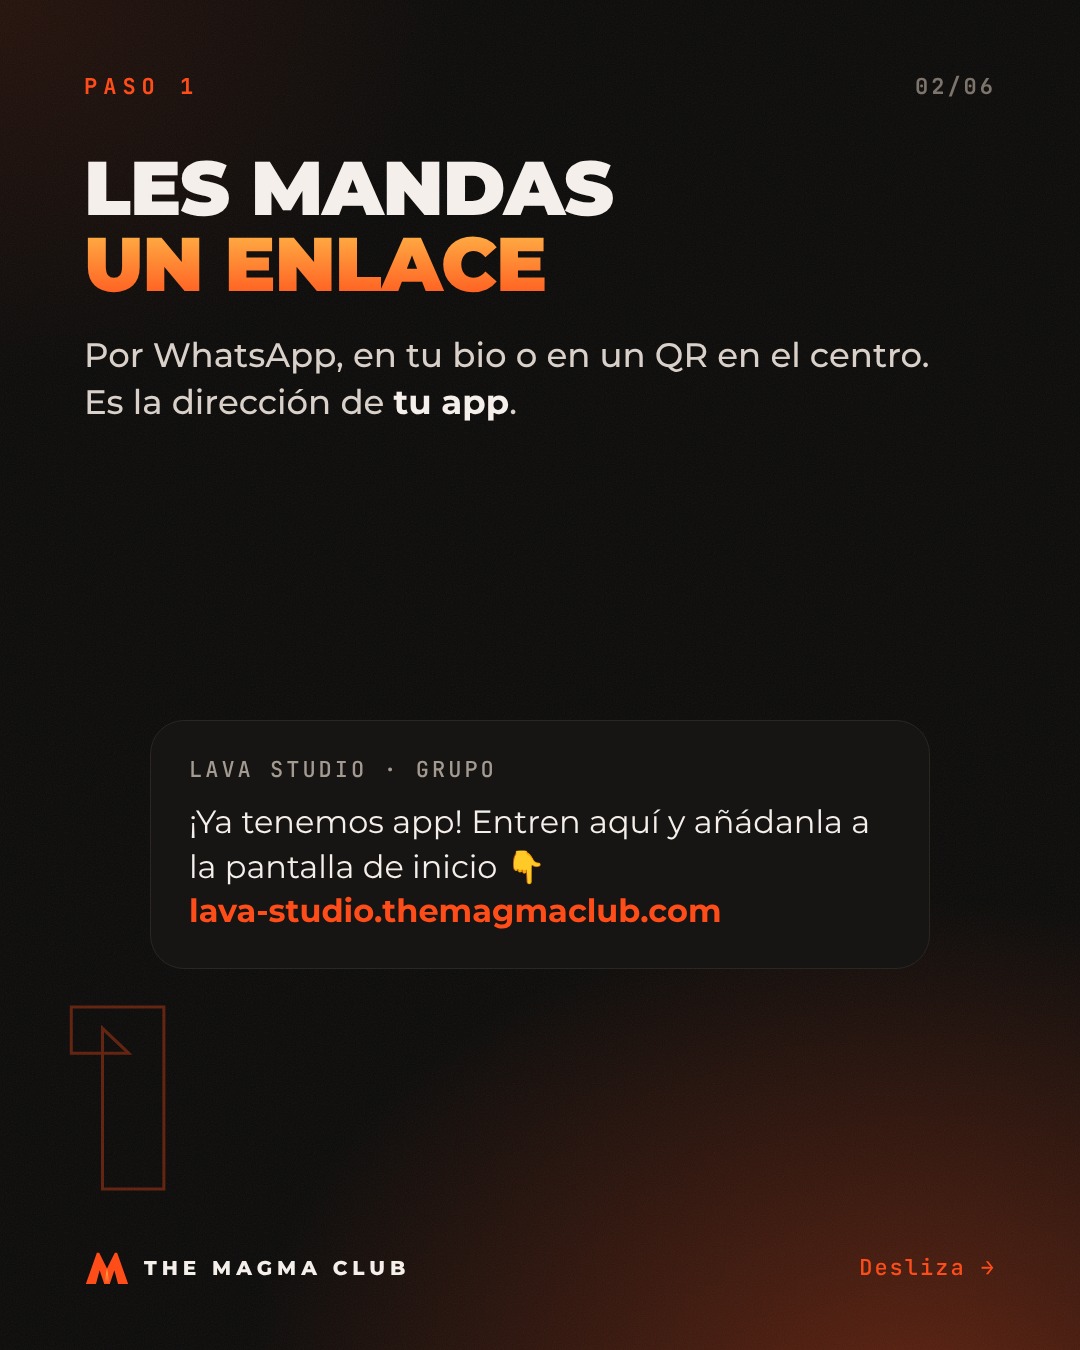 PASO 1
02/06
LES MANDAS
UN ENLACE
Por WhatsApp, en tu bio o en un QR en el centro.
Es la dirección de tu app.
LAVA STUDIO · GRUPO
¡Ya tenemos app! Entren aquí y añádanla a
la pantalla de inicio 👇
lava-studio.themagmaclub.com
1
THE MAGMA CLUB
Desliza →